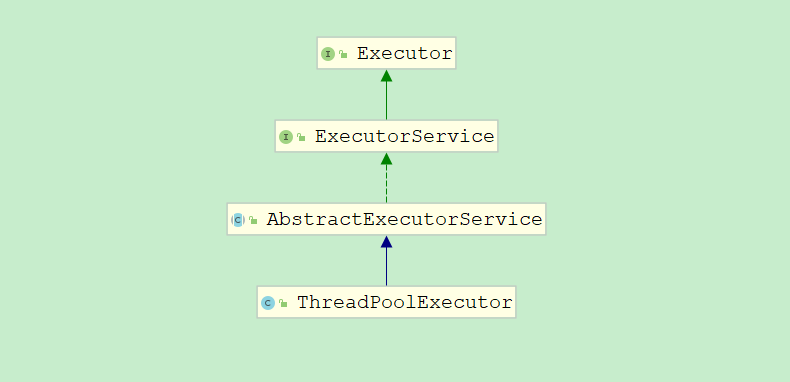 I Executor
I ExecutorService
C AbstractExecutorService
C ThreadPoolExecutor